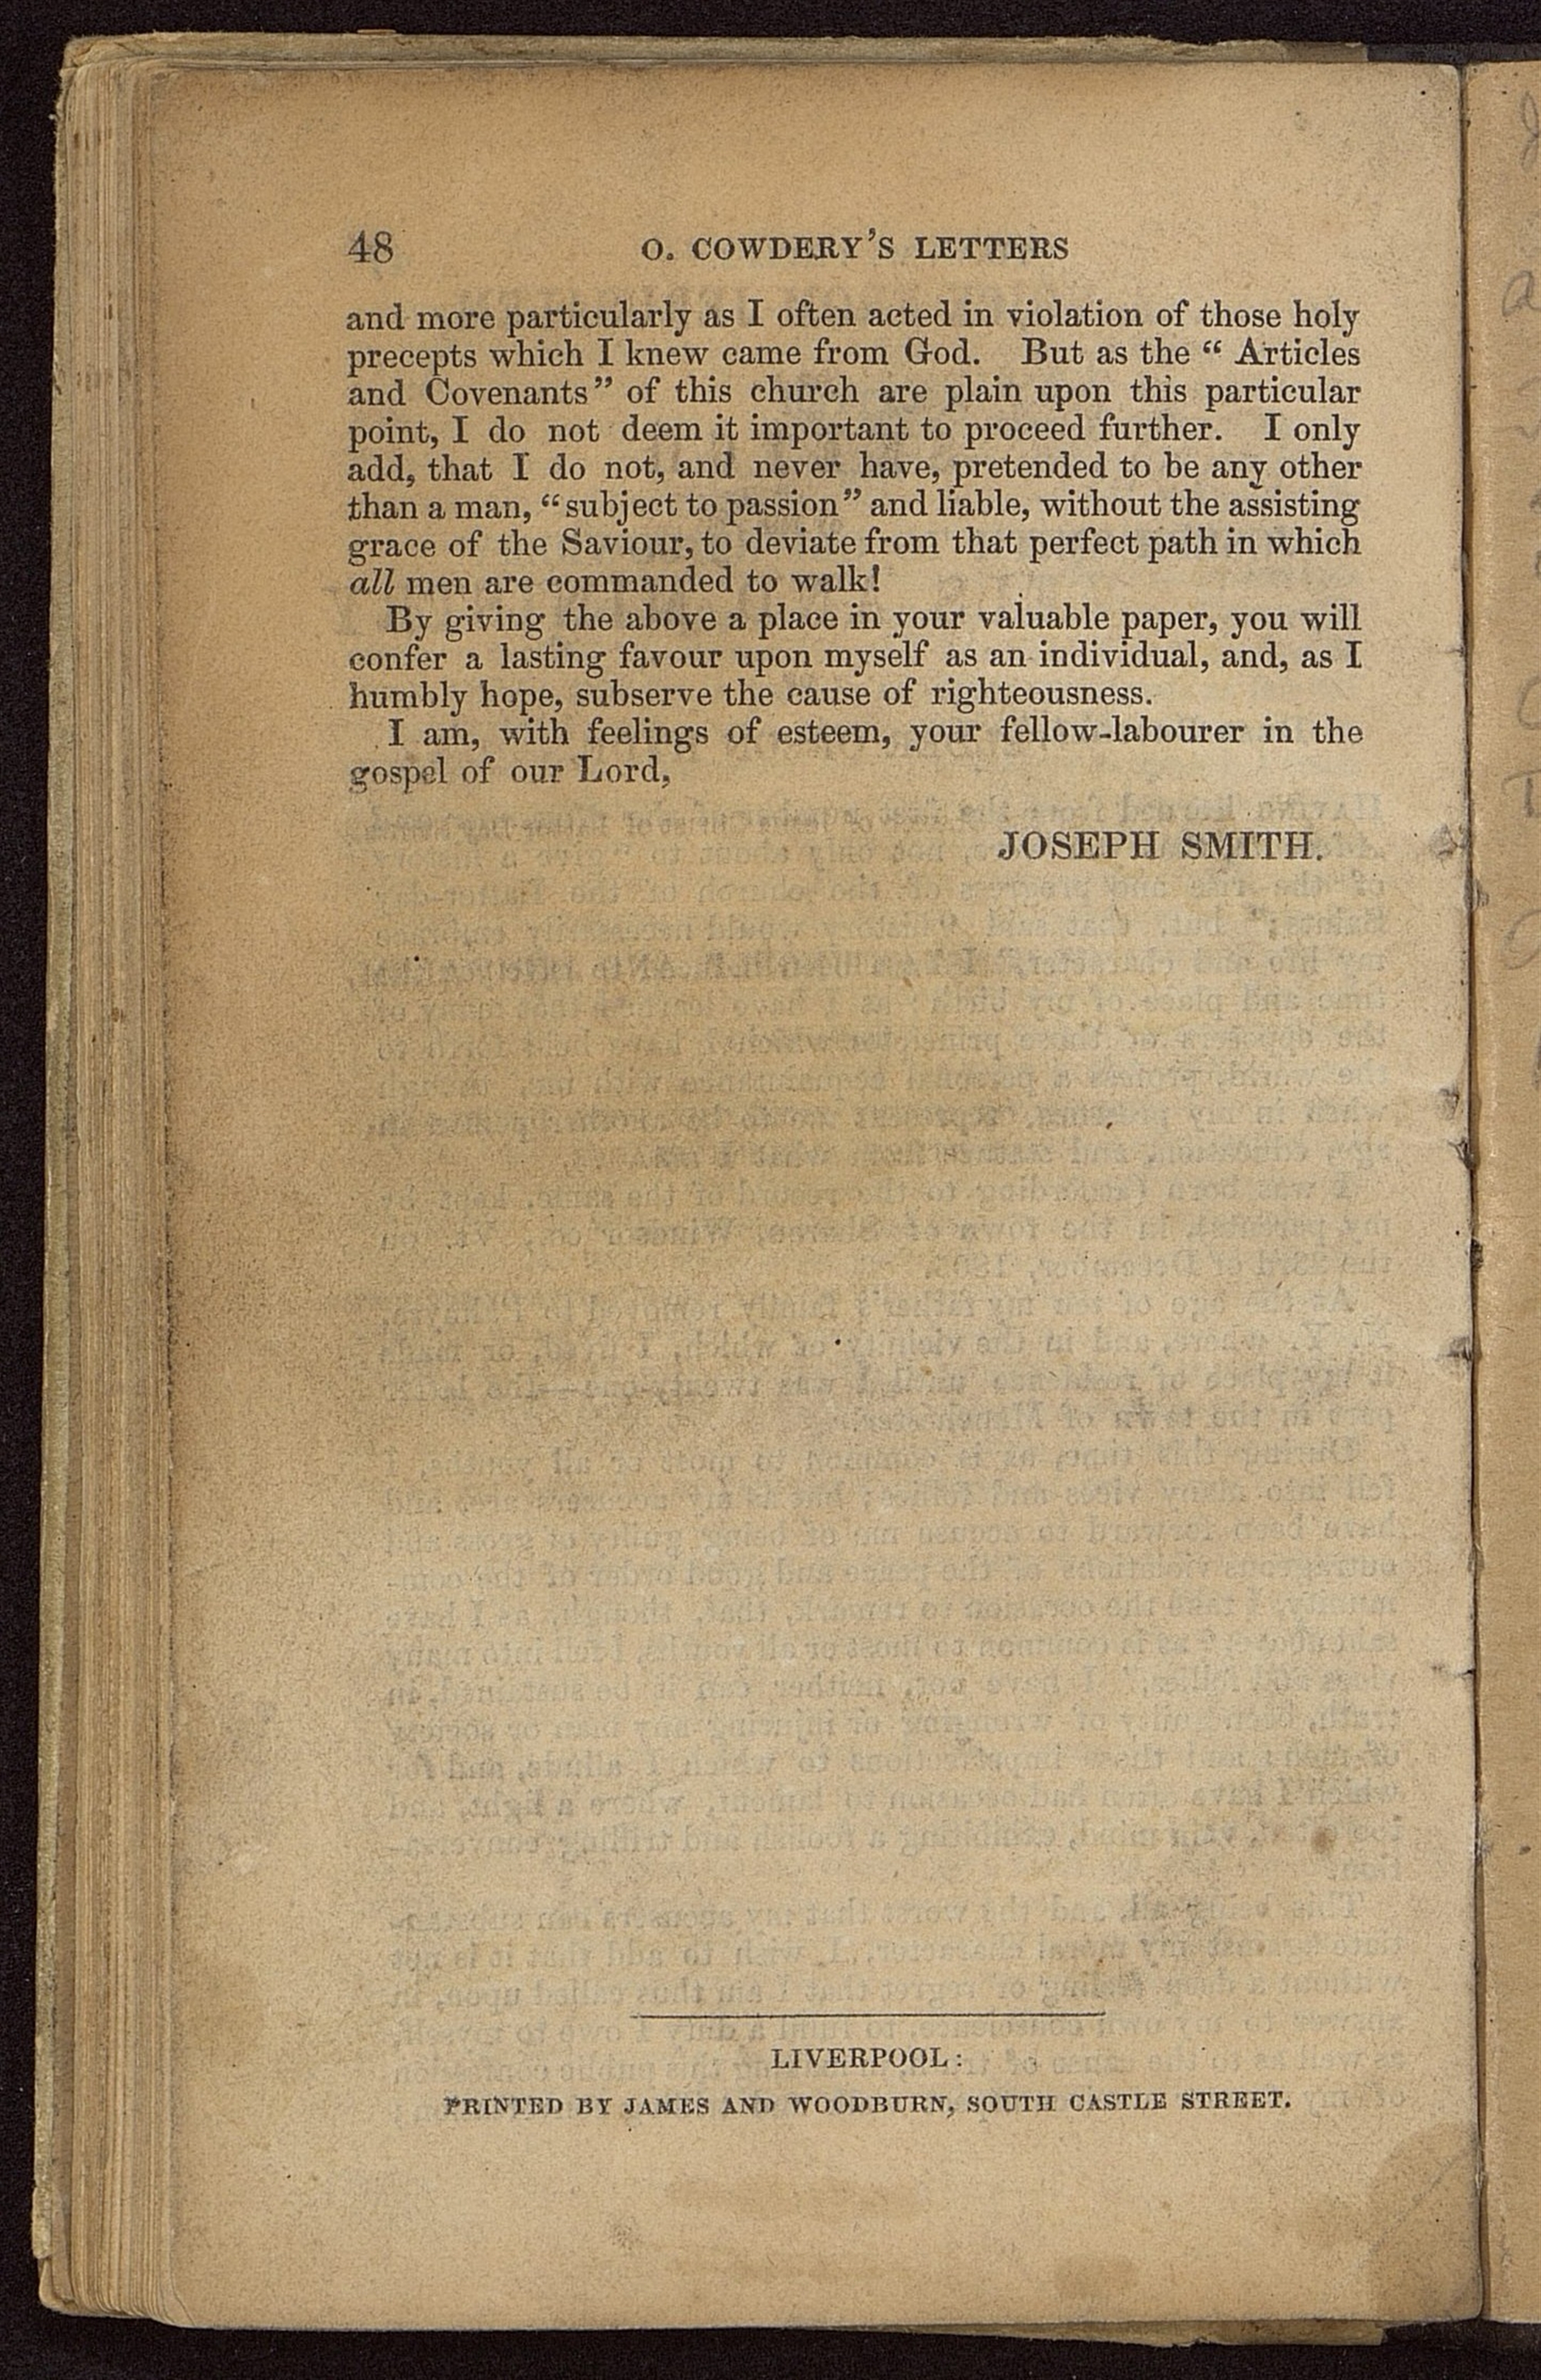 48 O. COWDERY'S LETTERS
and more particularly as I often acted in violation of those holy
precepts which I knew came from God. But as the “ Articles
and Covenants” of this church are plain upon this particular
point, I do not deem it important to proceed further. I only
add, that I do not, and never have, pretended to be any other
than a man, “subject to passion” and liable, without the assisting
grace of the Saviour, to deviate from that perfect path in which
all men are commanded to walk!
By giving the above a place in your valuable paper, you will
confer a lasting favour upon myself as an individual, and, as I
humbly hope, subserve the cause of righteousness.
I am, with feelings of esteem, your fellow-labourer in the
gospel of our Lord,
JOSEPH SMITH.
LIVERPOOL:
PRINTED BY JAMES AND WOODBURN, SOUTH CASTLE STREET.